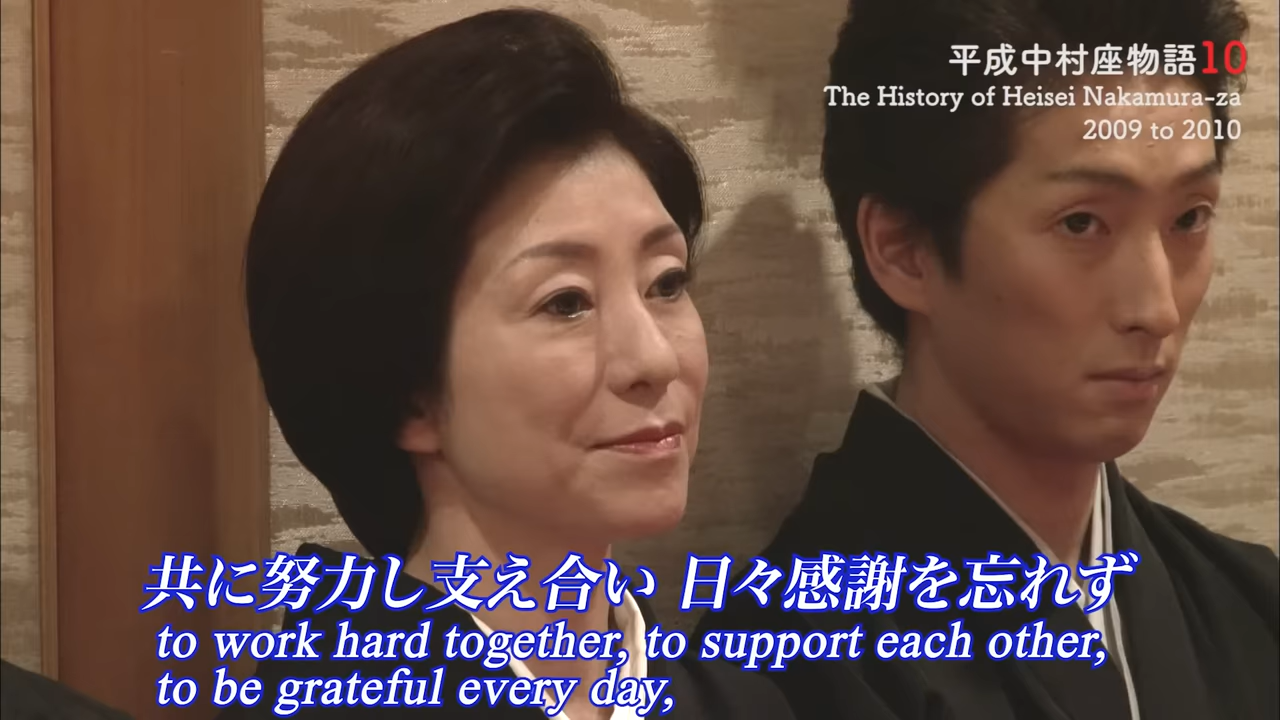 平成中村座物語10
The History of Heisei Nakamura-za
2009 to 2010
共に努力し支え合い 日々感謝を忘れず
to work hard together, to support each other,
to be grateful every day,